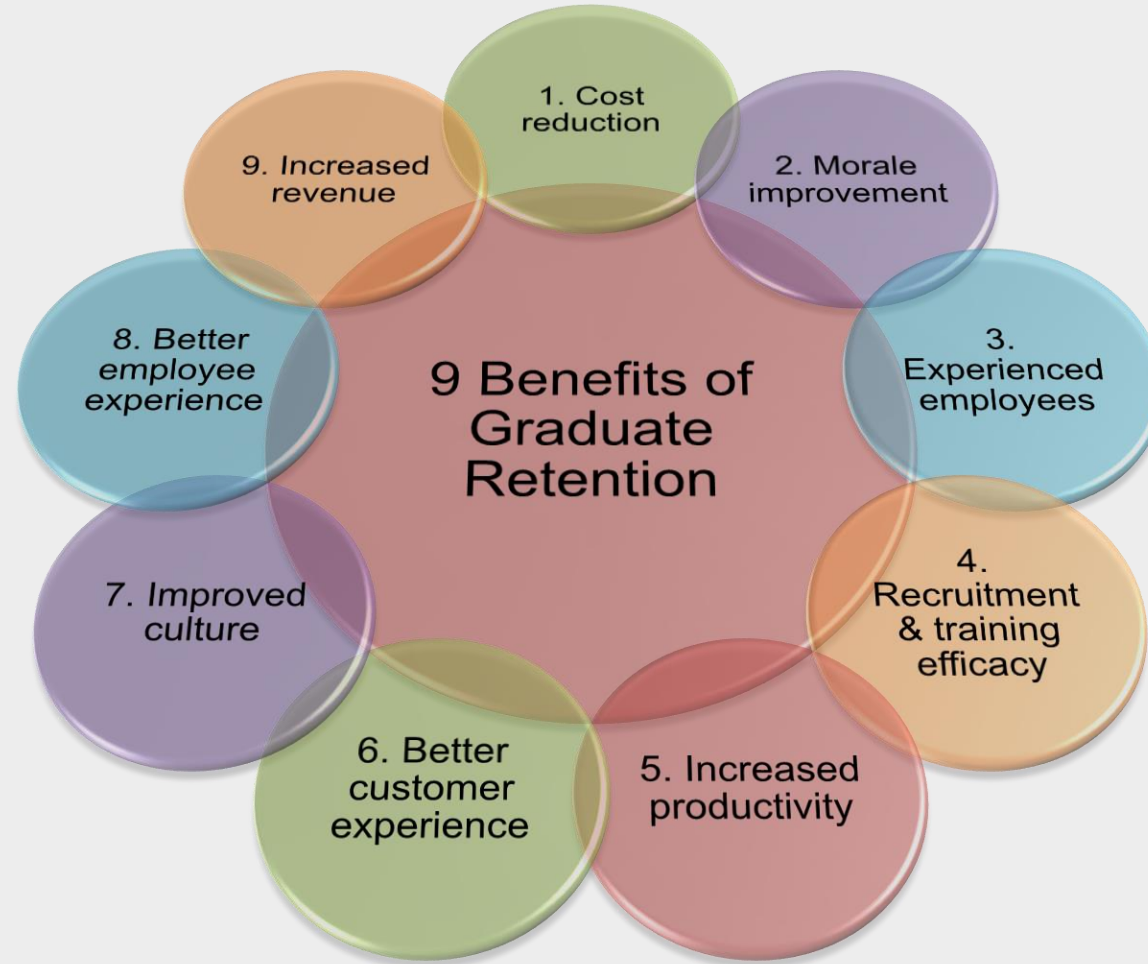 9 Benefits of
Graduate
Retention
1. Cost
reduction
2. Morale
improvement
3.
Experienced
employees
4.
Recruitment
& training
efficacy
5. Increased
productivity
6. Better
customer
experience
7. Improved
culture
8. Better
employee
experience
9. Increased
revenue